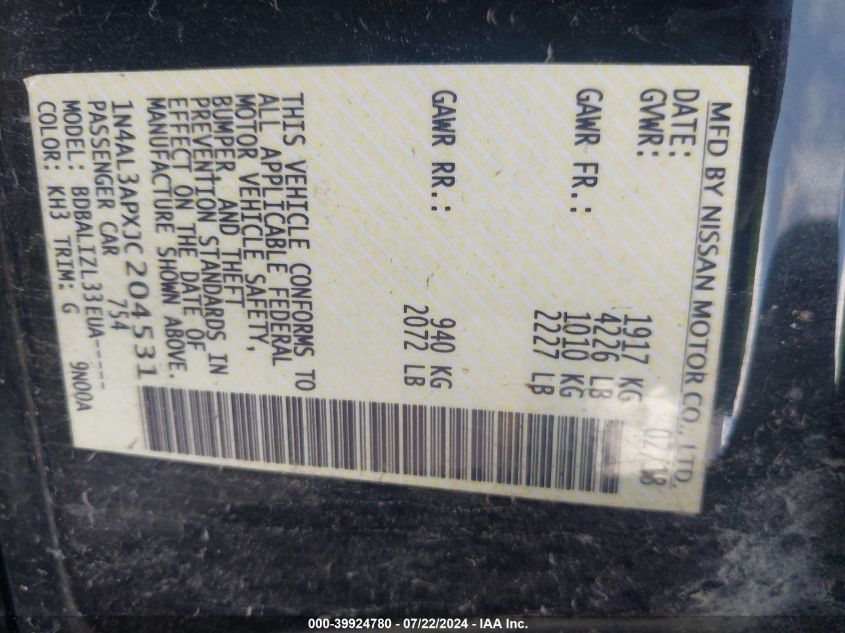 MFD BY NISSAN MOTOR CO., LTD.
DATE: 02/18
GVWR: 1917 KG
4226 LB
GAWR FR.: 1010 KG
2227 LB
GAWR RR.: 940 KG
2072 LB
THIS VEHICLE CONFORMS TO
ALL APPLICABLE FEDERAL
MOTOR VEHICLE SAFETY,
BUMPER, AND THEFT
PREVENTION STANDARDS IN
EFFECT ON THE DATE OF
MANUFACTURE SHOWN ABOVE.
1N4AL3APXJC204531
PASSENGER CAR 754
MODEL: BDBALIZL33EUA-----
COLOR: KH3 TRIM: G 9N00A
000-39924780 - 07/22/2024 - IAA Inc.